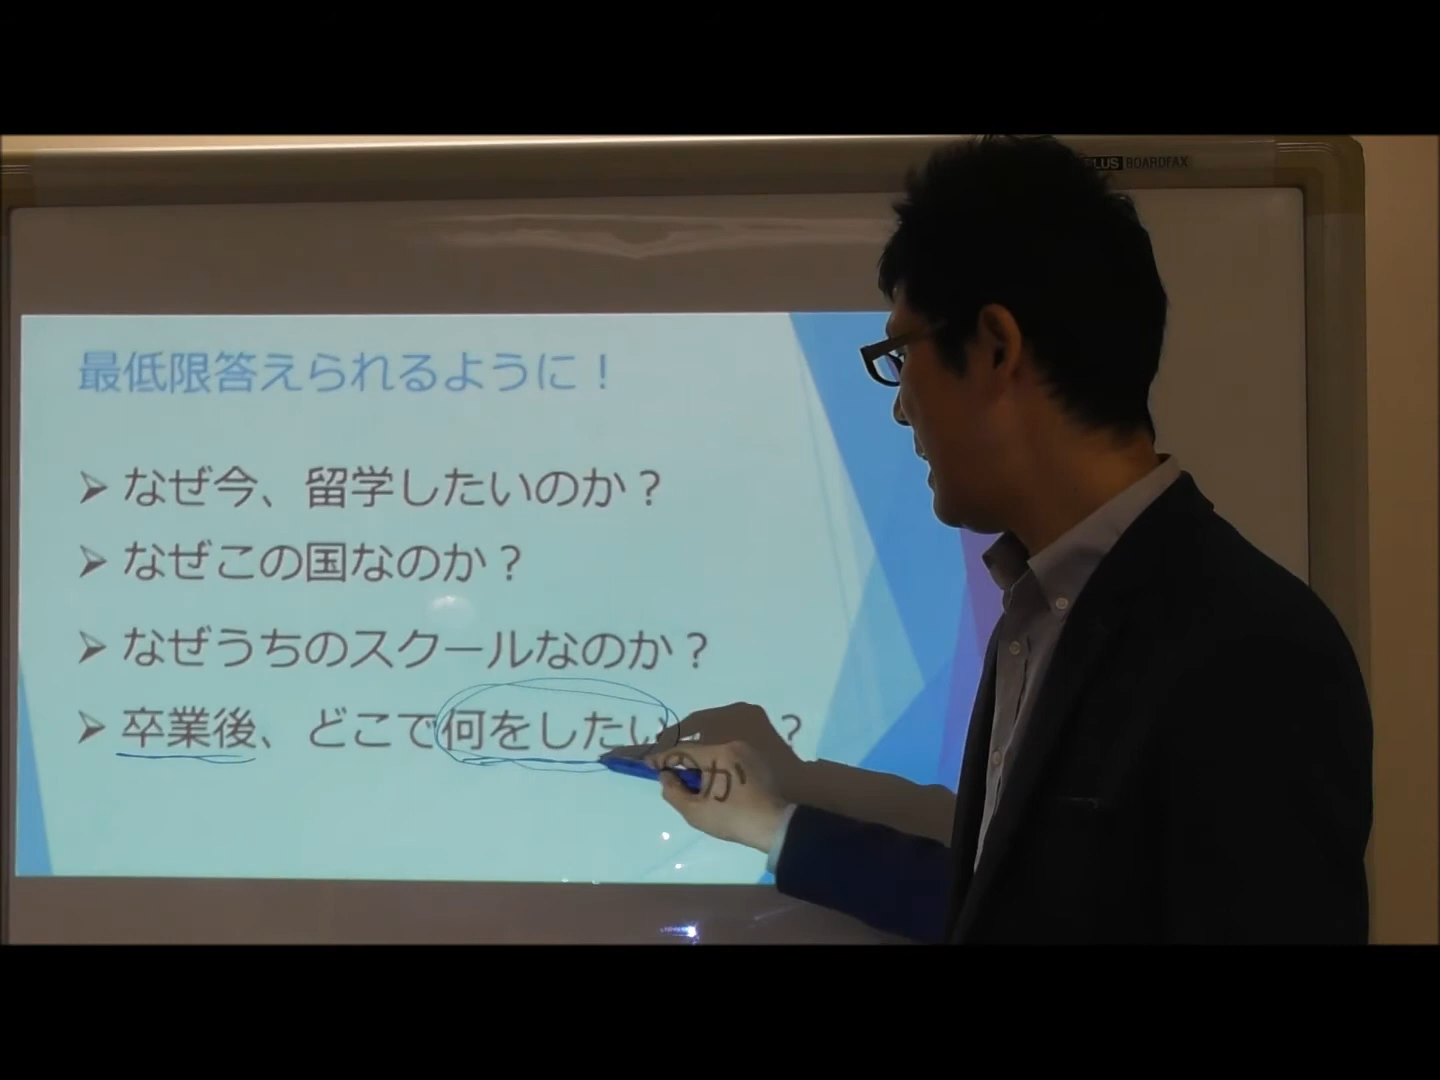 PLUS BOARDFAX
最低限答えられるように！
なぜ今、留学したいのか？
なぜこの国なのか？
なぜうちのスクールなのか？
卒業後、どこで何をしたいのか？